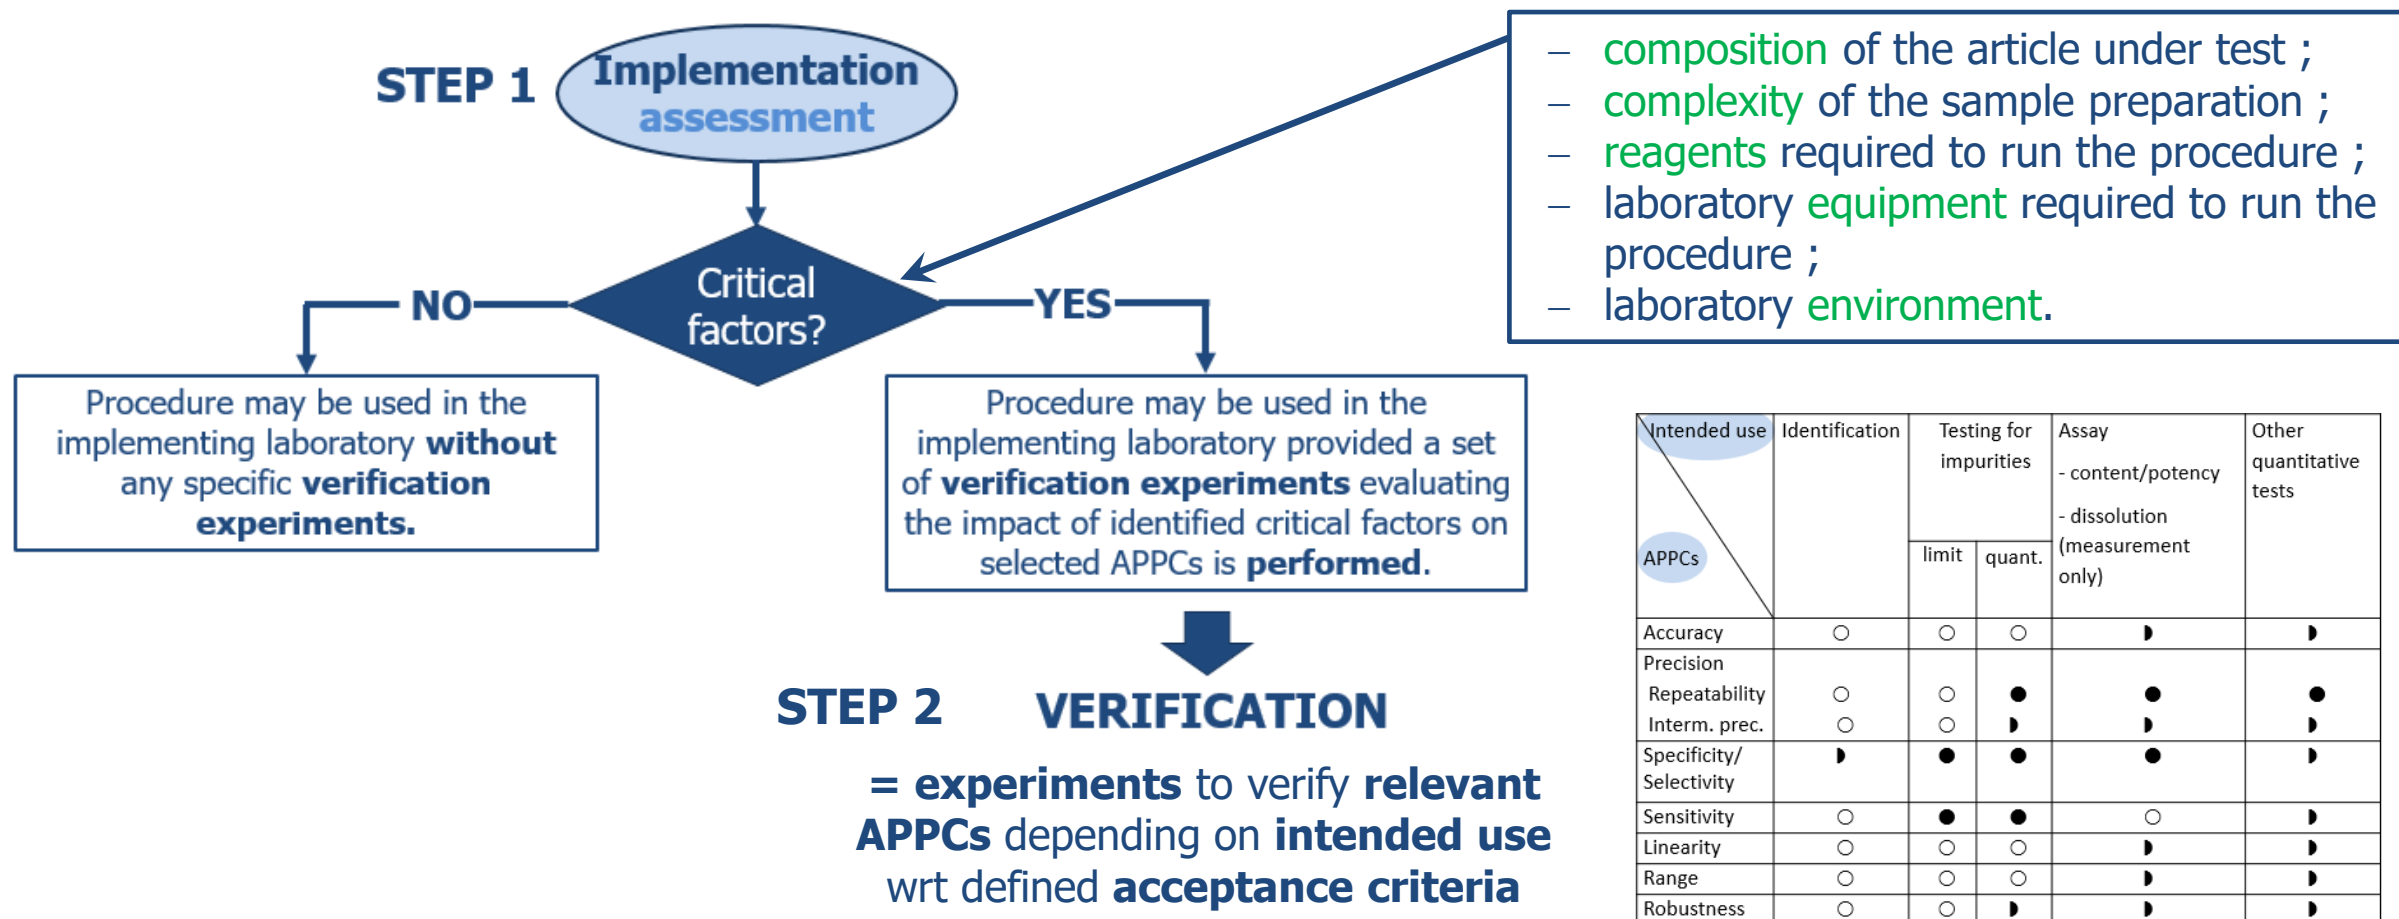 STEP 1
Implementation
assessment
– composition of the article under test ;
– complexity of the sample preparation ;
– reagents required to run the procedure ;
– laboratory equipment required to run the
procedure ;
– laboratory environment.
Critical
factors?
NO
YES
Procedure may be used in the
implementing laboratory without
any specific verification
experiments.
Procedure may be used in the
implementing laboratory provided a set
of verification experiments evaluating
the impact of identified critical factors on
selected APPCs is performed.
STEP 2
VERIFICATION
= experiments to verify relevant
APPCs depending on intended use
wrt defined acceptance criteria
Intended use
APPCs
Identification
Testing for
impurities
limit
quant.
Assay
- content/potency
- dissolution
(measurement
only)
Other
quantitative
tests
Accuracy ○ ○ ○ ◗ ◗
Precision
Repeatability ○ ○ ● ● ●
Interm. prec. ○ ○ ◗ ◗ ◗
Specificity/ ◗ ● ● ● ◗
Selectivity
Sensitivity ○ ● ● ○ ◗
Linearity ○ ○ ○ ◗ ◗
Range ○ ○ ○ ◗ ◗
Robustness ○ ○ ◗ ◗ ◗